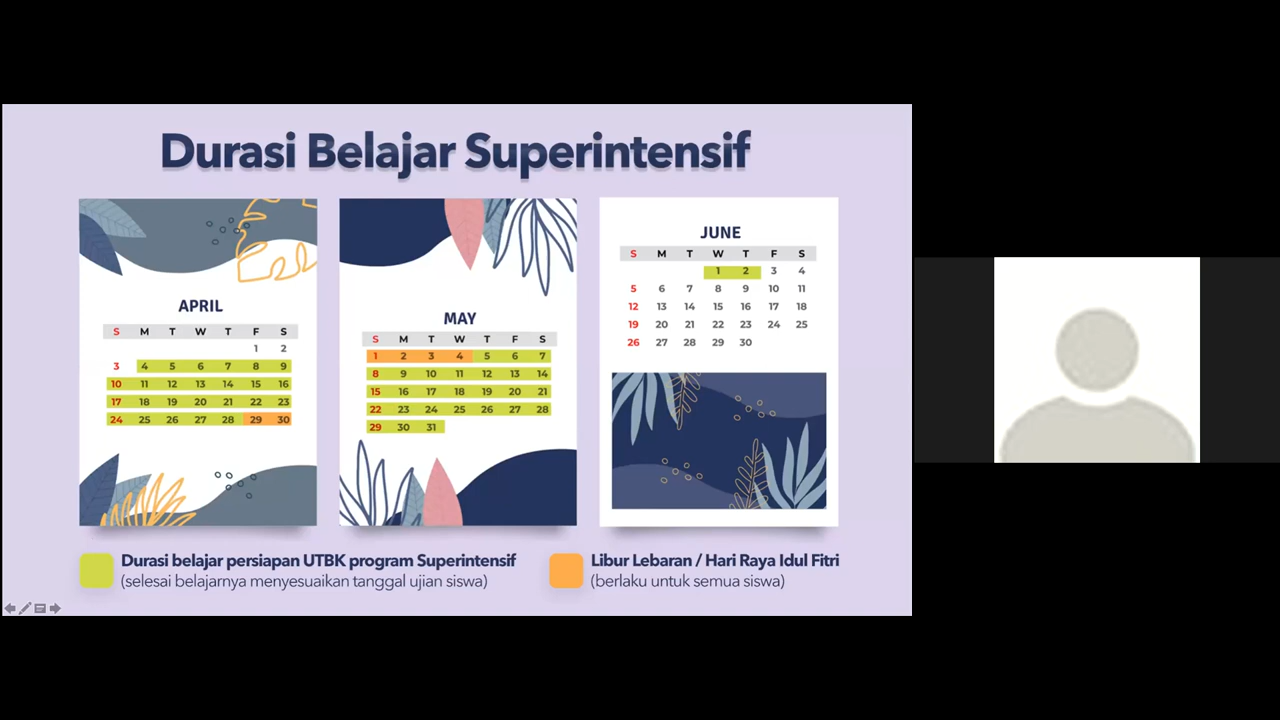 Durasi Belajar Superintensif
APRIL
S M T W T F S
1 2
3 4 5 6 7 8 9
10 11 12 13 14 15 16
17 18 19 20 21 22 23
24 25 26 27 28 29 30
MAY
S M T W T F S
1 2 3 4 5 6 7
8 9 10 11 12 13 14
15 16 17 18 19 20 21
22 23 24 25 26 27 28
29 30 31
JUNE
S M T W T F S
1 2 3 4
5 6 7 8 9 10 11
12 13 14 15 16 17 18
19 20 21 22 23 24 25
26 27 28 29 30
Durasi belajar persiapan UTBK program Superintensif
(selesai belajarnya menyesuaikan tanggal ujian siswa)
Libur Lebaran / Hari Raya Idul Fitri
(berlaku untuk semua siswa)